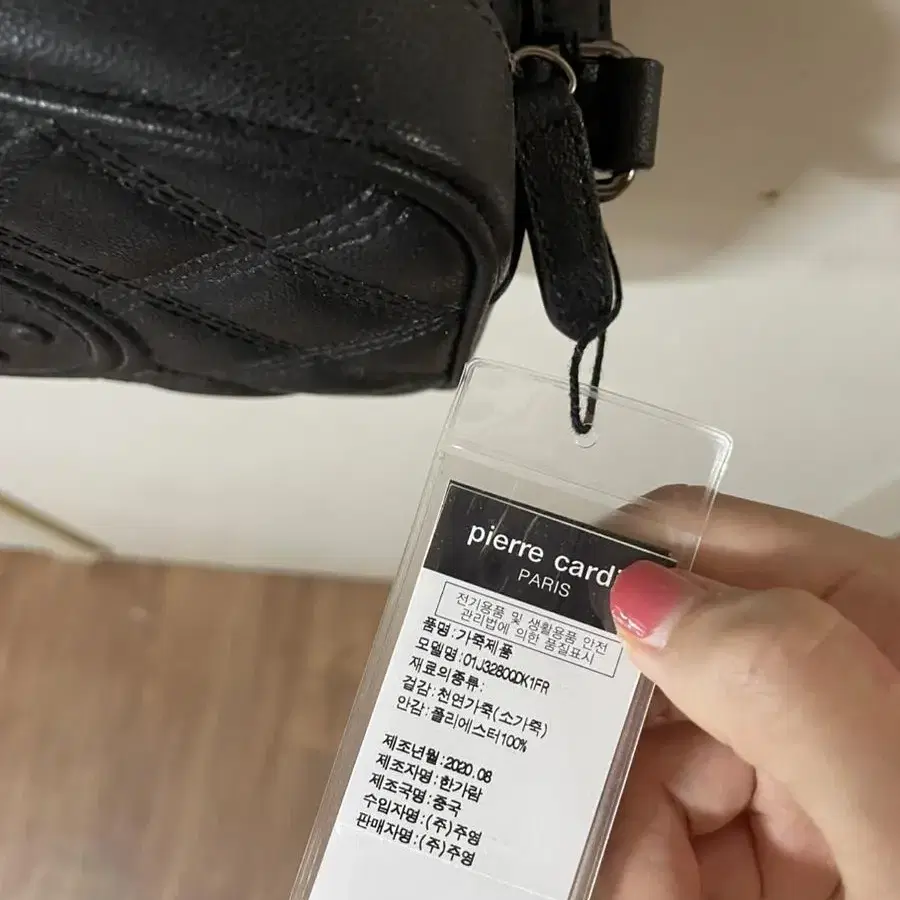 pierre cardi
PARIS
전기용품 및 생활용품 안전
관리법에 의한 품질표시
품명:가죽제품
모델명:01J3280QDK1FR
재료의종류:
겉감:천연가죽(소가죽)
안감:폴리에스터100%
제조년월:2020.08
제조자명:한가람
제조국명:중국
수입자명:(주)주영
판매자명:(주)주영